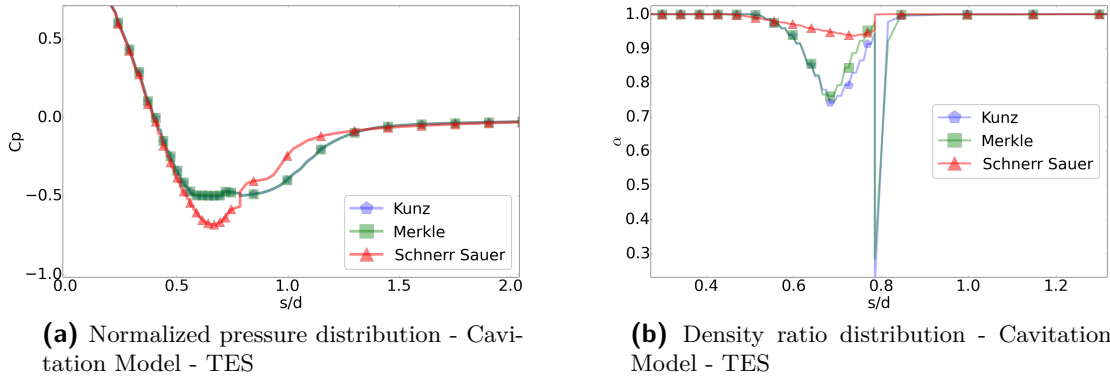 0.5
0.0
−0.5
−1.0
Cp
0.0
0.5
1.0
1.5
2.0
s/d
Kunz
Merkle
Schnerr Sauer
(a) Normalized pressure distribution - Cavi-
tation Model - TES
1.0
0.9
0.8
0.7
0.6
0.5
0.4
0.3
α
0.4
0.6
0.8
1.0
1.2
s/d
Kunz
Merkle
Schnerr Sauer
(b) Density ratio distribution - Cavitation
Model - TES